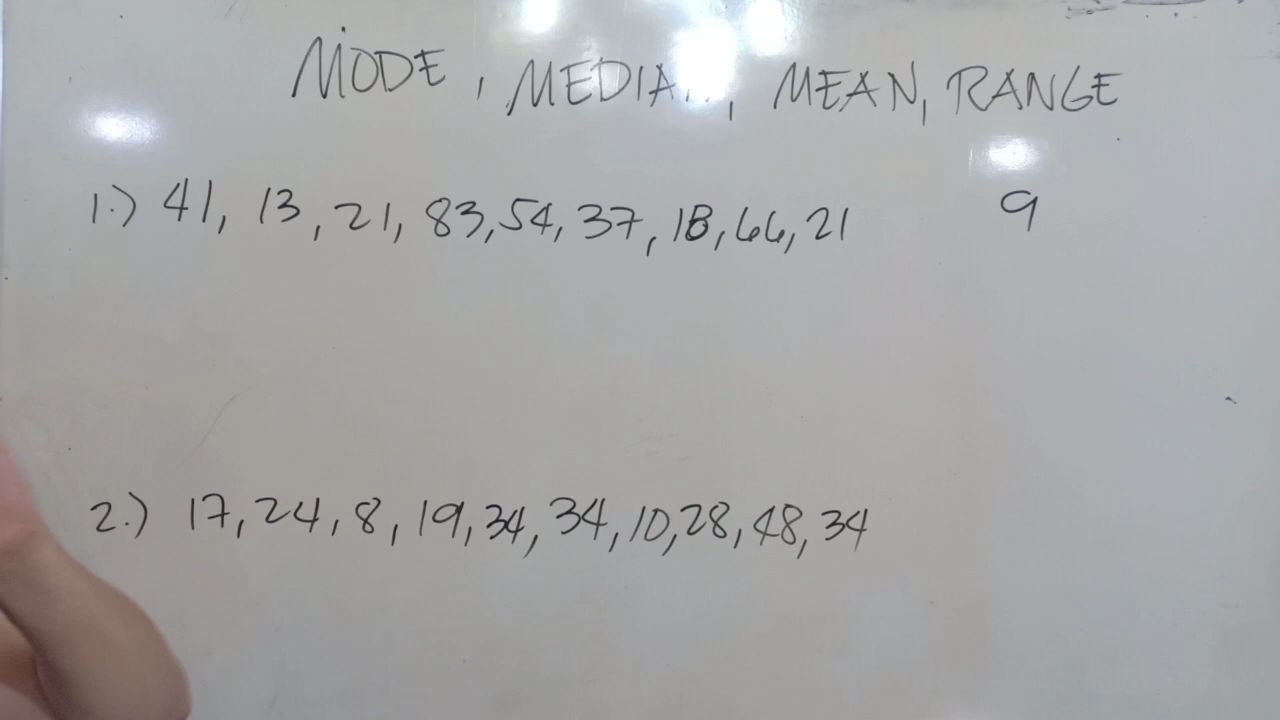 MODE, MEDIAN, MEAN, RANGE
1.) 41, 13, 21, 83, 54, 37, 18, 66, 21 9
2.) 17, 24, 8, 19, 34, 34, 10, 28, 48, 34